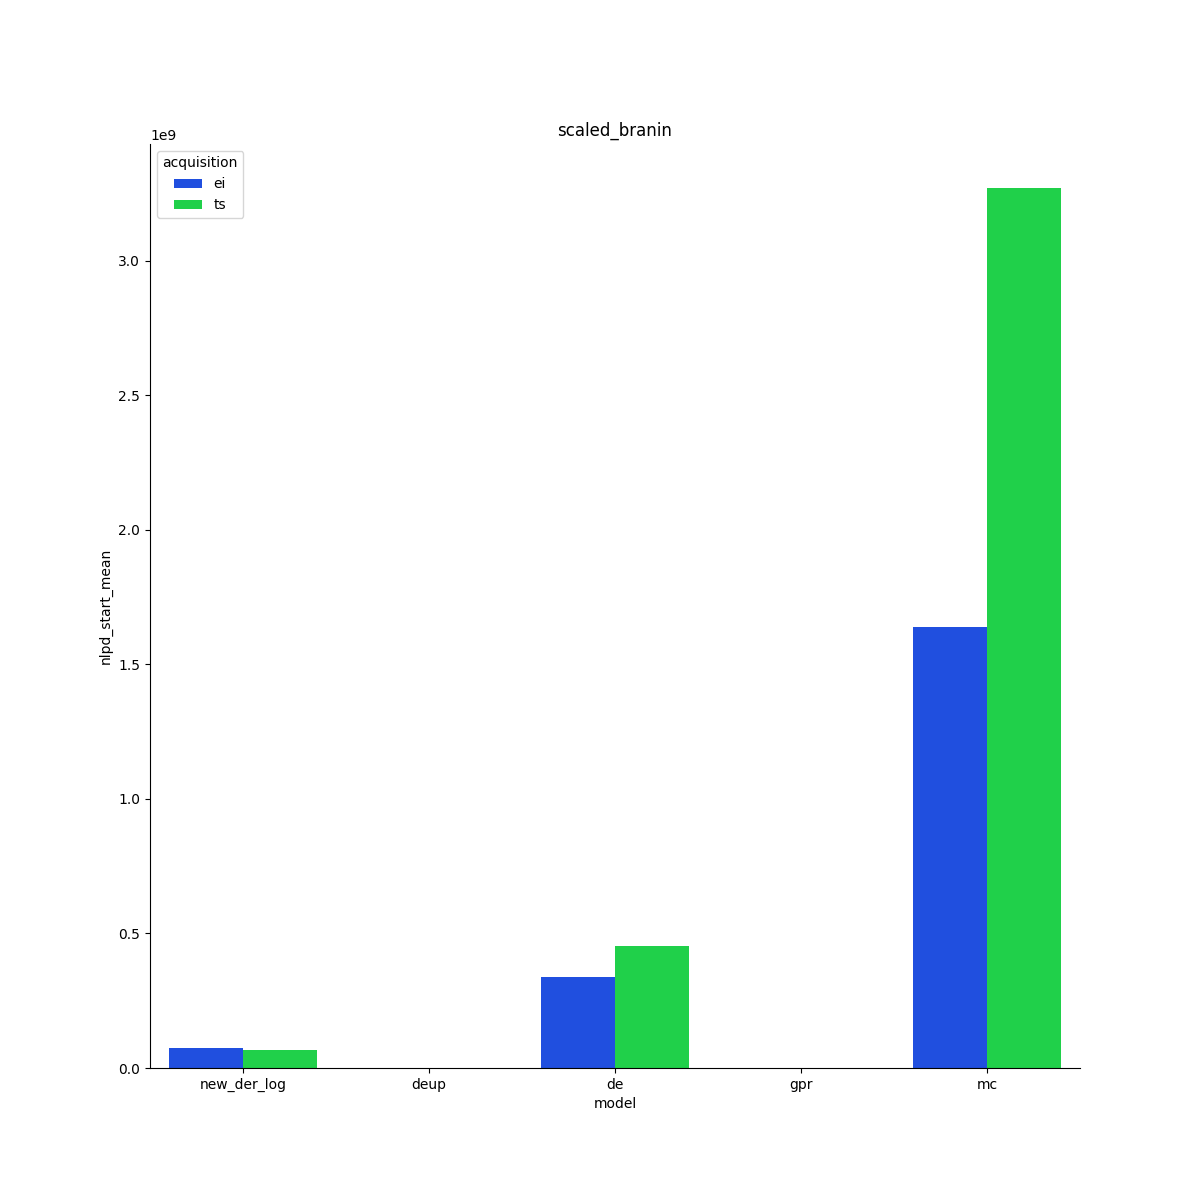 scaled_branin
1e9
acquisition
ei
ts
3.0
2.5
2.0
1.5
1.0
0.5
0.0
nlpd_start_mean
new_der_log deup de gpr mc
model